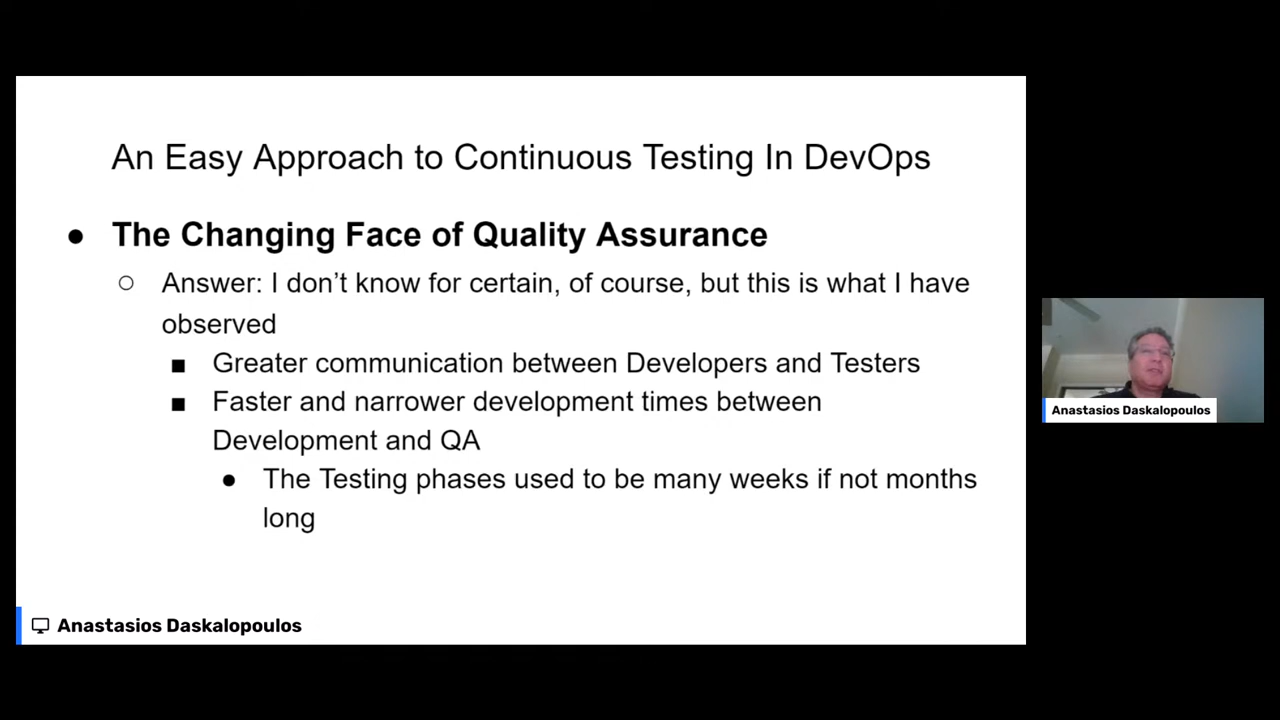 An Easy Approach to Continuous Testing In DevOps
● The Changing Face of Quality Assurance
○ Answer: I don’t know for certain, of course, but this is what I have
observed
■ Greater communication between Developers and Testers
■ Faster and narrower development times between
Development and QA
● The Testing phases used to be many weeks if not months
long
Anastasios Daskalopoulos
Anastasios Daskalopoulos